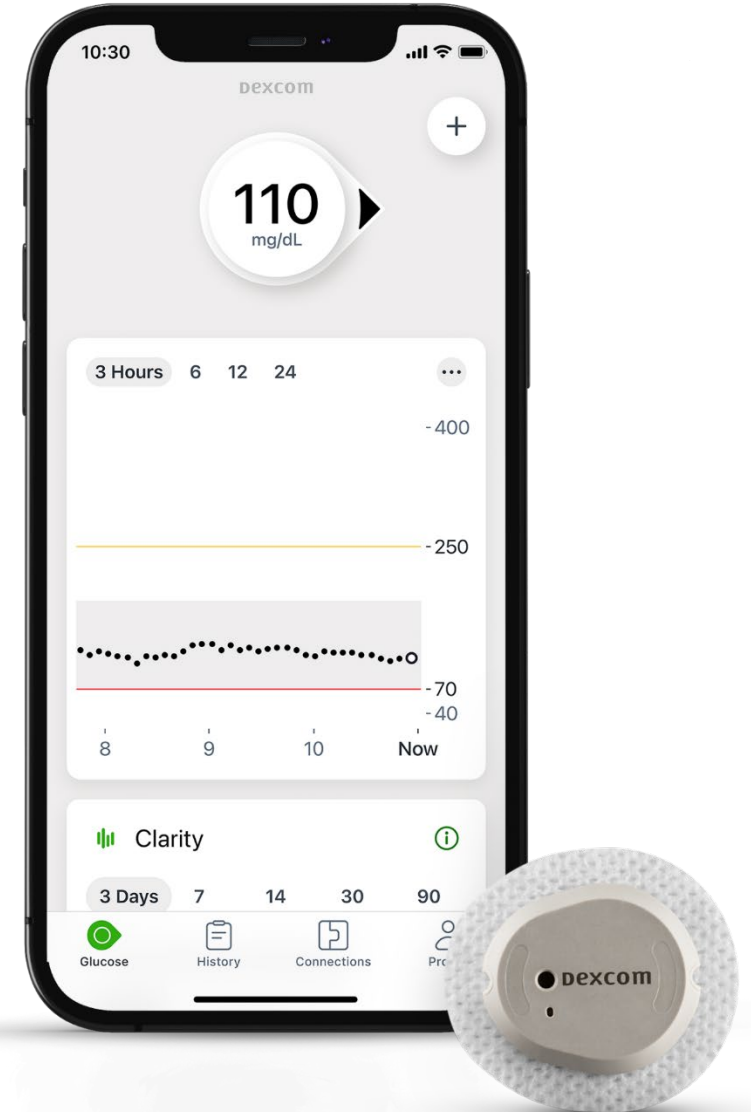 10:30
Dexcom
+
110
mg/dL
3 Hours 6 12 24
400
250
70
40
8 9 10 Now
Clarity
3 Days 7 14 30 90
Glucose History Connections
Dexcom